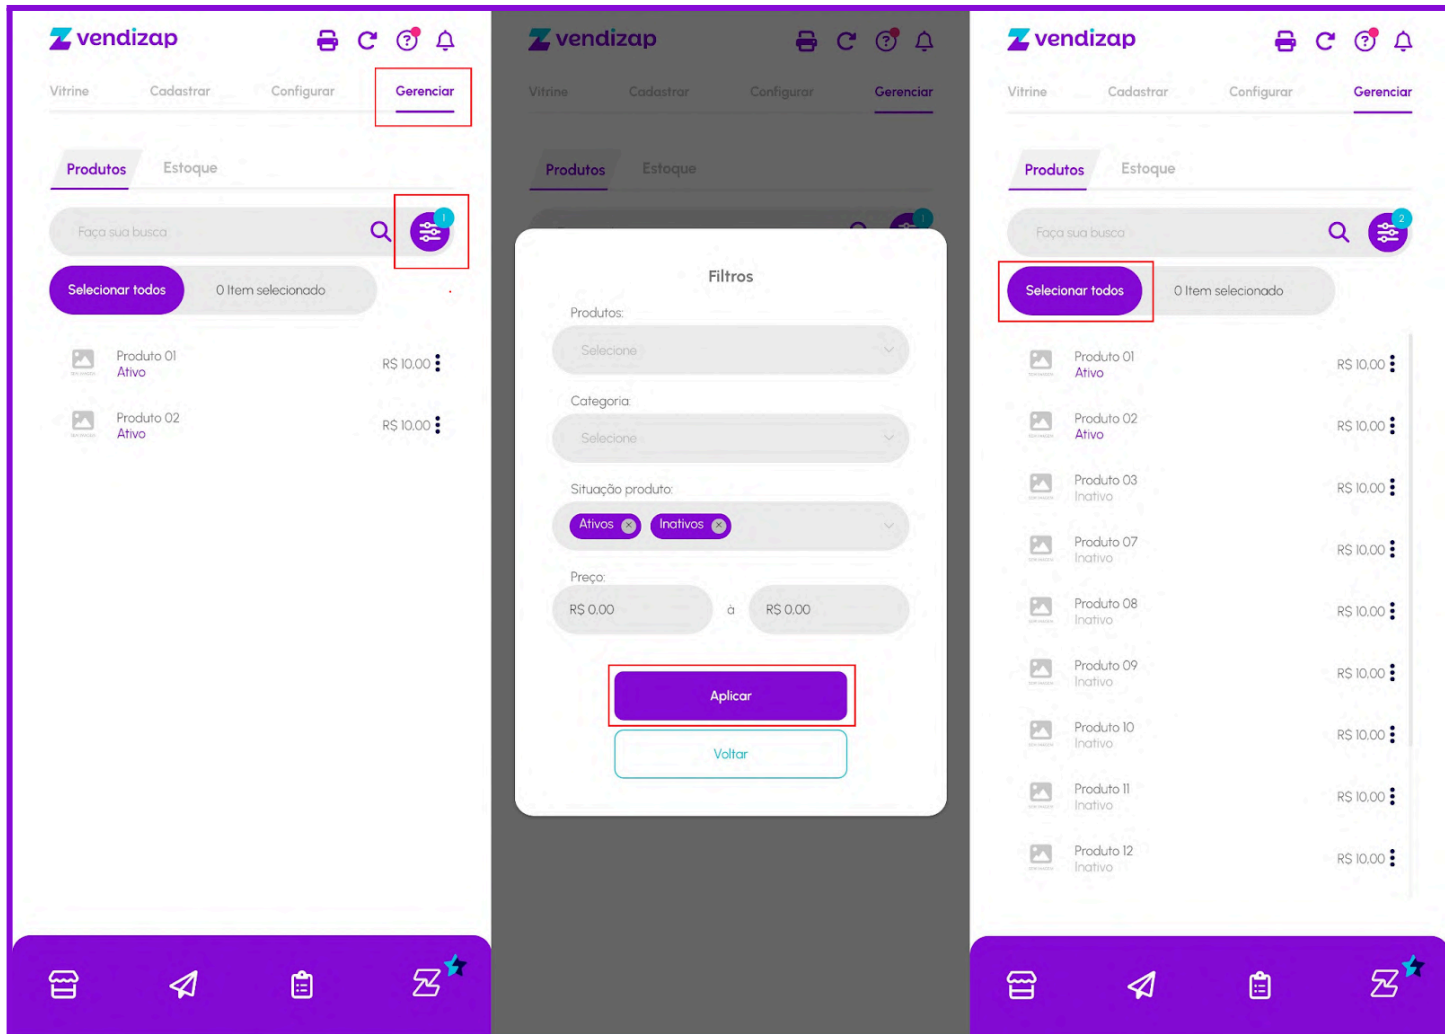 vendizap
Vitrine Cadastrar Configurar Gerenciar
Produtos Estoque
1
Faça sua busca
Selecionar todos 0 Item selecionado
Produto 01 R$ 10,00
Ativo
Produto 02 R$ 10,00
Ativo
vendizap
Vitrine Cadastrar Configurar Gerenciar
Produtos Estoque
1
Filtros
Produtos:
Selecione
Categoria:
Selecione
Situação produto:
Ativos Inativos
Preço:
R$ 0,00 à R$ 0,00
Aplicar
Voltar
vendizap
Vitrine Cadastrar Configurar Gerenciar
Produtos Estoque
2
Faça sua busca
Selecionar todos 0 Item selecionado
Produto 01 R$ 10,00
Ativo
Produto 02 R$ 10,00
Ativo
Produto 03 R$ 10,00
Inativo
Produto 07 R$ 10,00
Inativo
Produto 08 R$ 10,00
Inativo
Produto 09 R$ 10,00
Inativo
Produto 10 R$ 10,00
Inativo
Produto 11 R$ 10,00
Inativo
Produto 12 R$ 10,00
Inativo